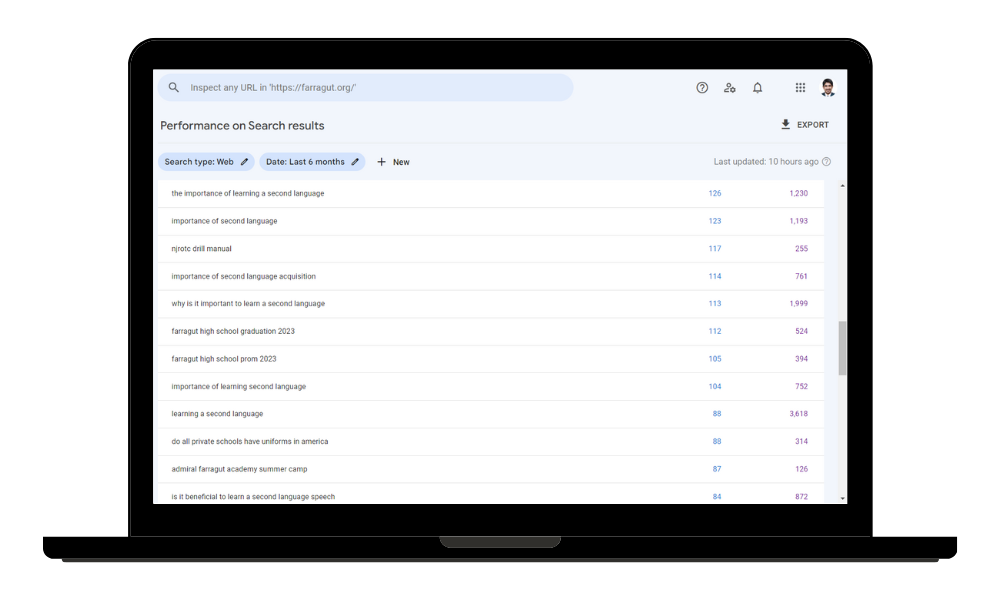 Inspect any URL in 'https://farragut.org/'
Performance on Search results
EXPORT
Search type: Web
Date: Last 6 months
+ New
Last updated: 10 hours ago
the importance of learning a second language 126 1,230
importance of second language 123 1,193
njrotc drill manual 117 255
importance of second language acquisition 114 761
why is it important to learn a second language 113 1,999
farragut high school graduation 2023 112 524
farragut high school prom 2023 105 394
importance of learning second language 104 752
learning a second language 88 3,618
do all private schools have uniforms in america 88 314
admiral farragut academy summer camp 87 126
is it beneficial to learn a second language speech 84 872